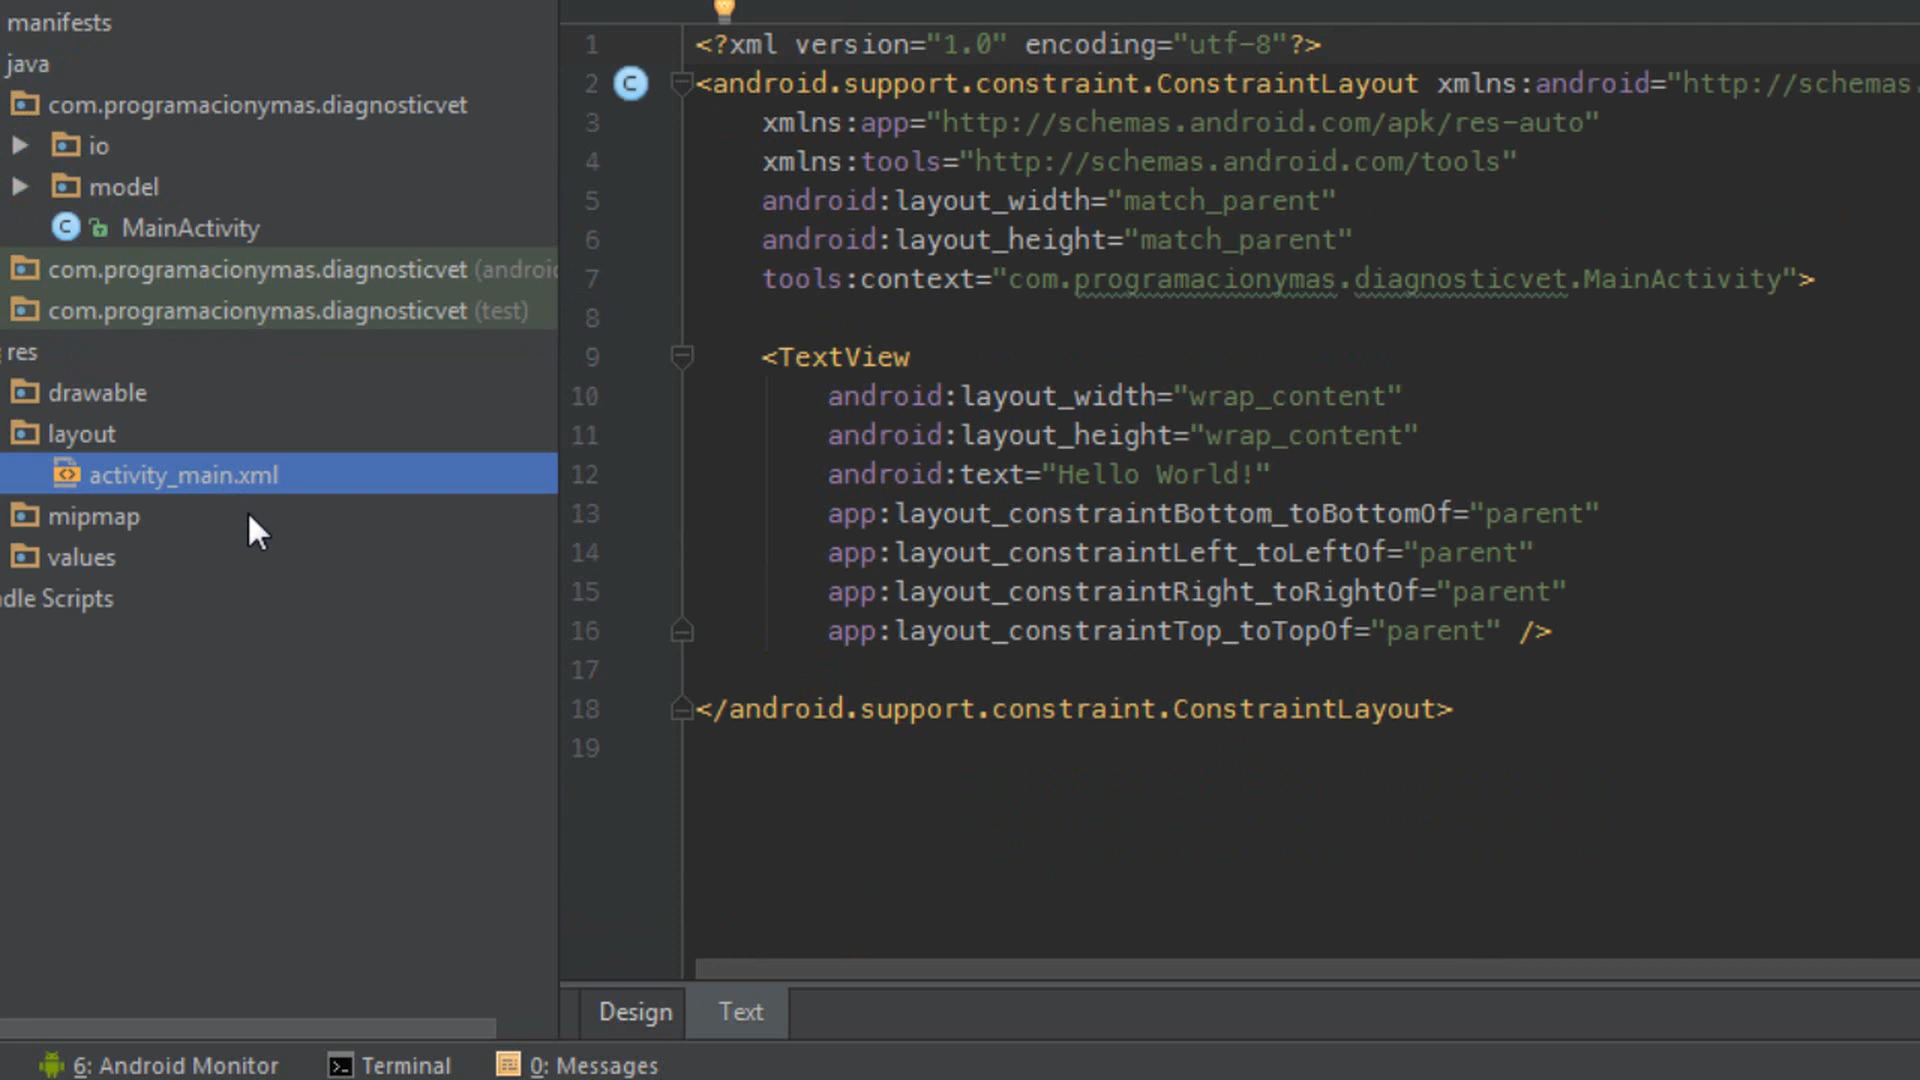 manifests
java
com.programacionymas.diagnosticvet
io
model
MainActivity
com.programacionymas.diagnosticvet (androi
com.programacionymas.diagnosticvet (test)
res
drawable
layout
activity_main.xml
mipmap
values
dle Scripts
1 <?xml version="1.0" encoding="utf-8"?>
2 <android.support.constraint.ConstraintLayout xmlns:android="http://schemas.
3 xmlns:app="http://schemas.android.com/apk/res-auto"
4 xmlns:tools="http://schemas.android.com/tools"
5 android:layout_width="match_parent"
6 android:layout_height="match_parent"
7 tools:context="com.programacionymas.diagnosticvet.MainActivity">
8
9 <TextView
10 android:layout_width="wrap_content"
11 android:layout_height="wrap_content"
12 android:text="Hello World!"
13 app:layout_constraintBottom_toBottomOf="parent"
14 app:layout_constraintLeft_toLeftOf="parent"
15 app:layout_constraintRight_toRightOf="parent"
16 app:layout_constraintTop_toTopOf="parent" />
17
18 </android.support.constraint.ConstraintLayout>
19
Design Text
6: Android Monitor Terminal 0: Messages